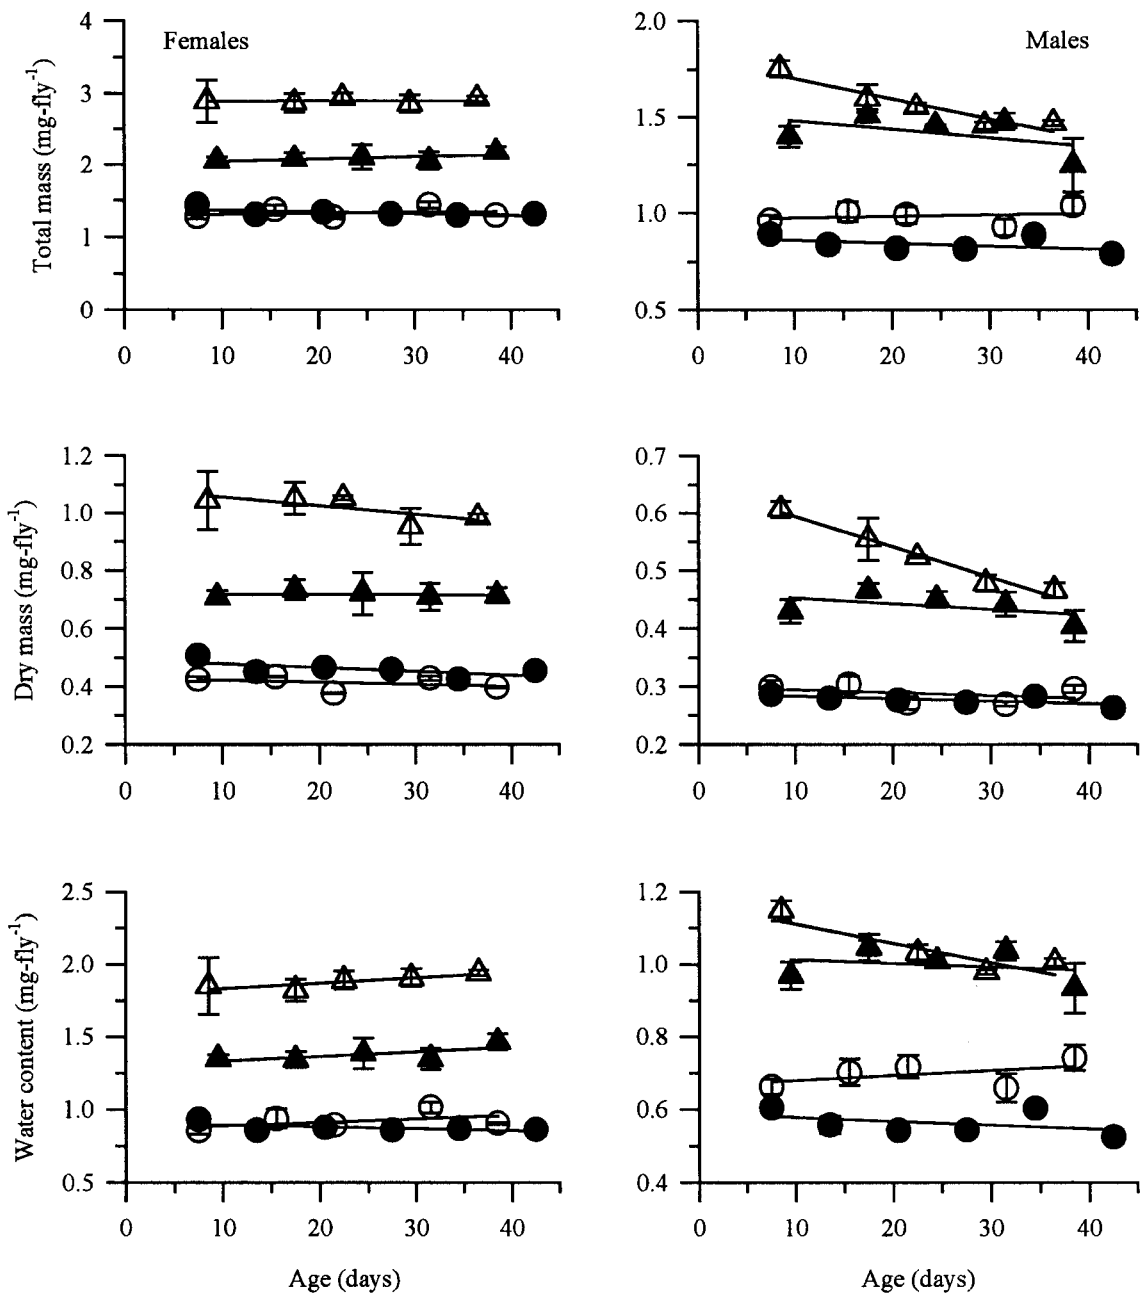 Females
Total mass (mg-fly-1)
4
3
2
1
0
0 10 20 30 40
Males
2.0
1.5
1.0
0.5
0 10 20 30 40
Dry mass (mg-fly-1)
1.2
1.0
0.8
0.6
0.4
0.2
0 10 20 30 40
0.7
0.6
0.5
0.4
0.3
0.2
0 10 20 30 40
Water content (mg-fly-1)
2.5
2.0
1.5
1.0
0.5
0 10 20 30 40
Age (days)
1.2
1.0
0.8
0.6
0.4
0 10 20 30 40
Age (days)